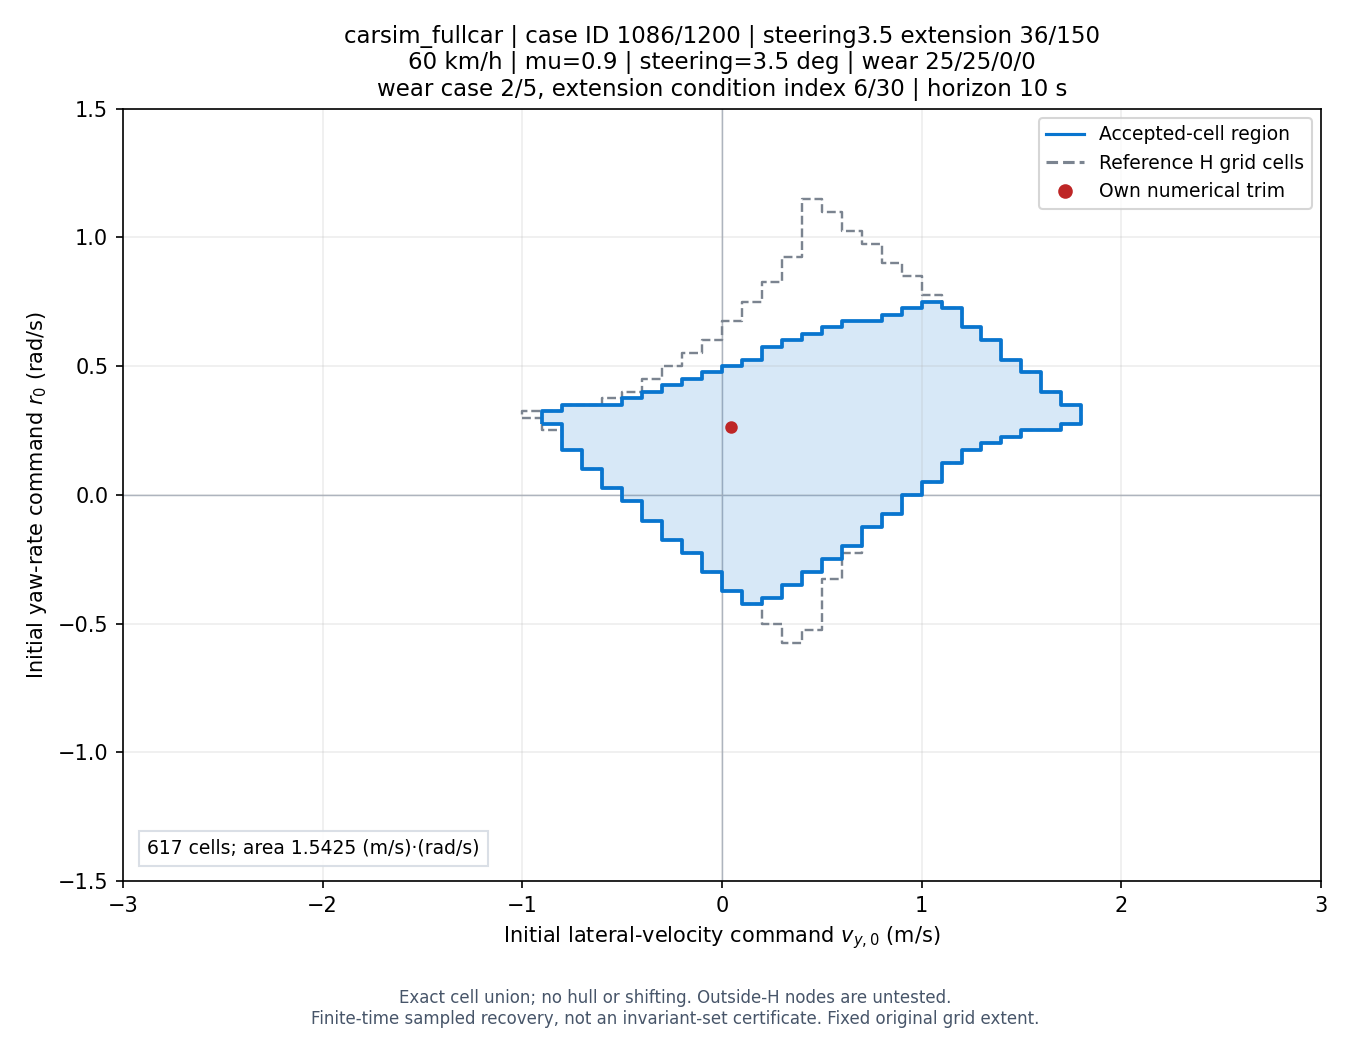 carsim_fullcar | case ID 1086/1200 | steering3.5 extension 36/150
60 km/h | mu=0.9 | steering=3.5 deg | wear 25/25/0/0
wear case 2/5, extension condition index 6/30 | horizon 10 s
Accepted-cell region
Reference H grid cells
Own numerical trim
1.5
1.0
0.5
0.0
−0.5
−1.0
−1.5
Initial yaw-rate command r₀ (rad/s)
617 cells; area 1.5425 (m/s)·(rad/s)
−3 −2 −1 0 1 2 3
Initial lateral-velocity command v_{y,0} (m/s)
Exact cell union; no hull or shifting. Outside-H nodes are untested.
Finite-time sampled recovery, not an invariant-set certificate. Fixed original grid extent.